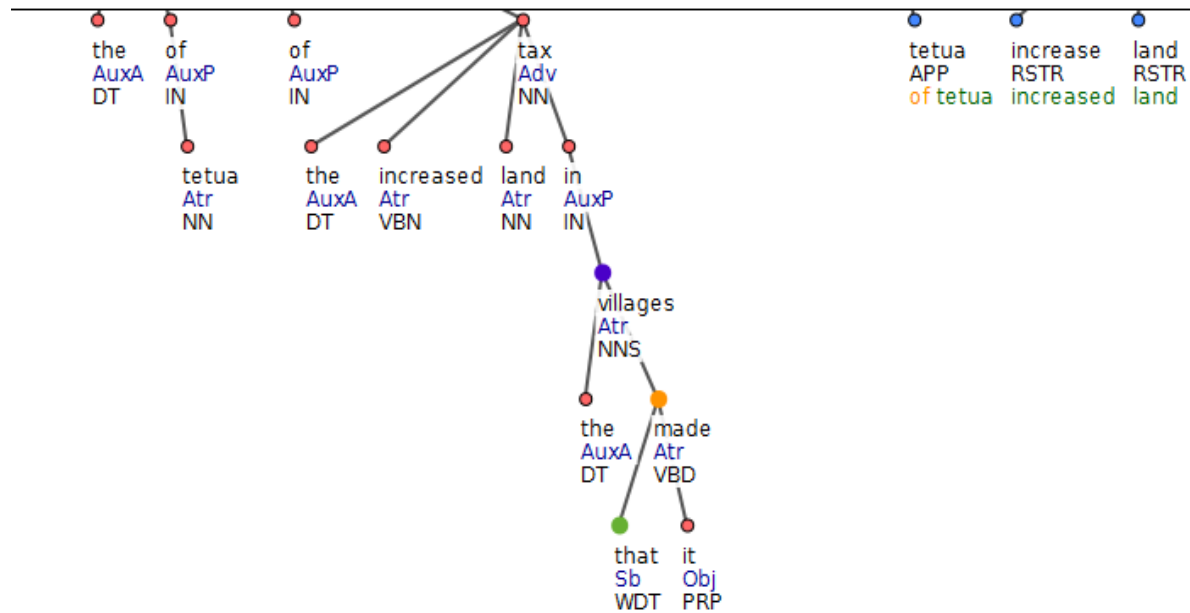 the of of tax tetua increase land
AuxA AuxP AuxP Adv APP RSTR RSTR
DT IN IN NN of tetua increased land
tetua the increased land in
Atr AuxA Atr Atr AuxP
NN DT VBN NN IN
villages
Atr
NNS
the made
AuxA Atr
DT VBD
that it
Sb Obj
WDT PRP